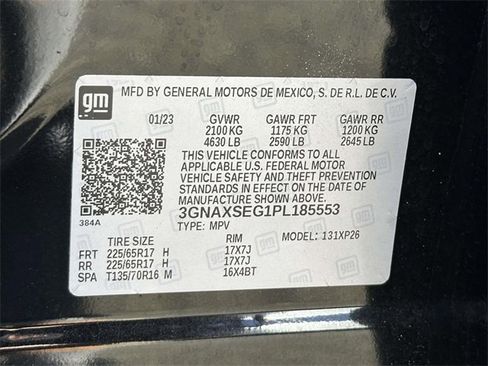 gm MFD BY GENERAL MOTORS DE MEXICO, S. DE R.L. DE C.V.
01/23 GVWR GAWR FRT GAWR RR
2100 KG 1175 KG 1200 KG
4630 LB 2590 LB 2645 LB
THIS VEHICLE CONFORMS TO ALL
APPLICABLE U.S. FEDERAL MOTOR
VEHICLE SAFETY AND THEFT PREVENTION
STANDARDS IN EFFECT ON THE DATE OF
MANUFACTURE SHOWN ABOVE.
3GNAXSEG1PL185553
384A TYPE: MPV MODEL: 131XP26
TIRE SIZE RIM
FRT 225/65R17 H 17X7J
RR 225/65R17 H 17X7J
SPA T135/70R16 M 16X4BT